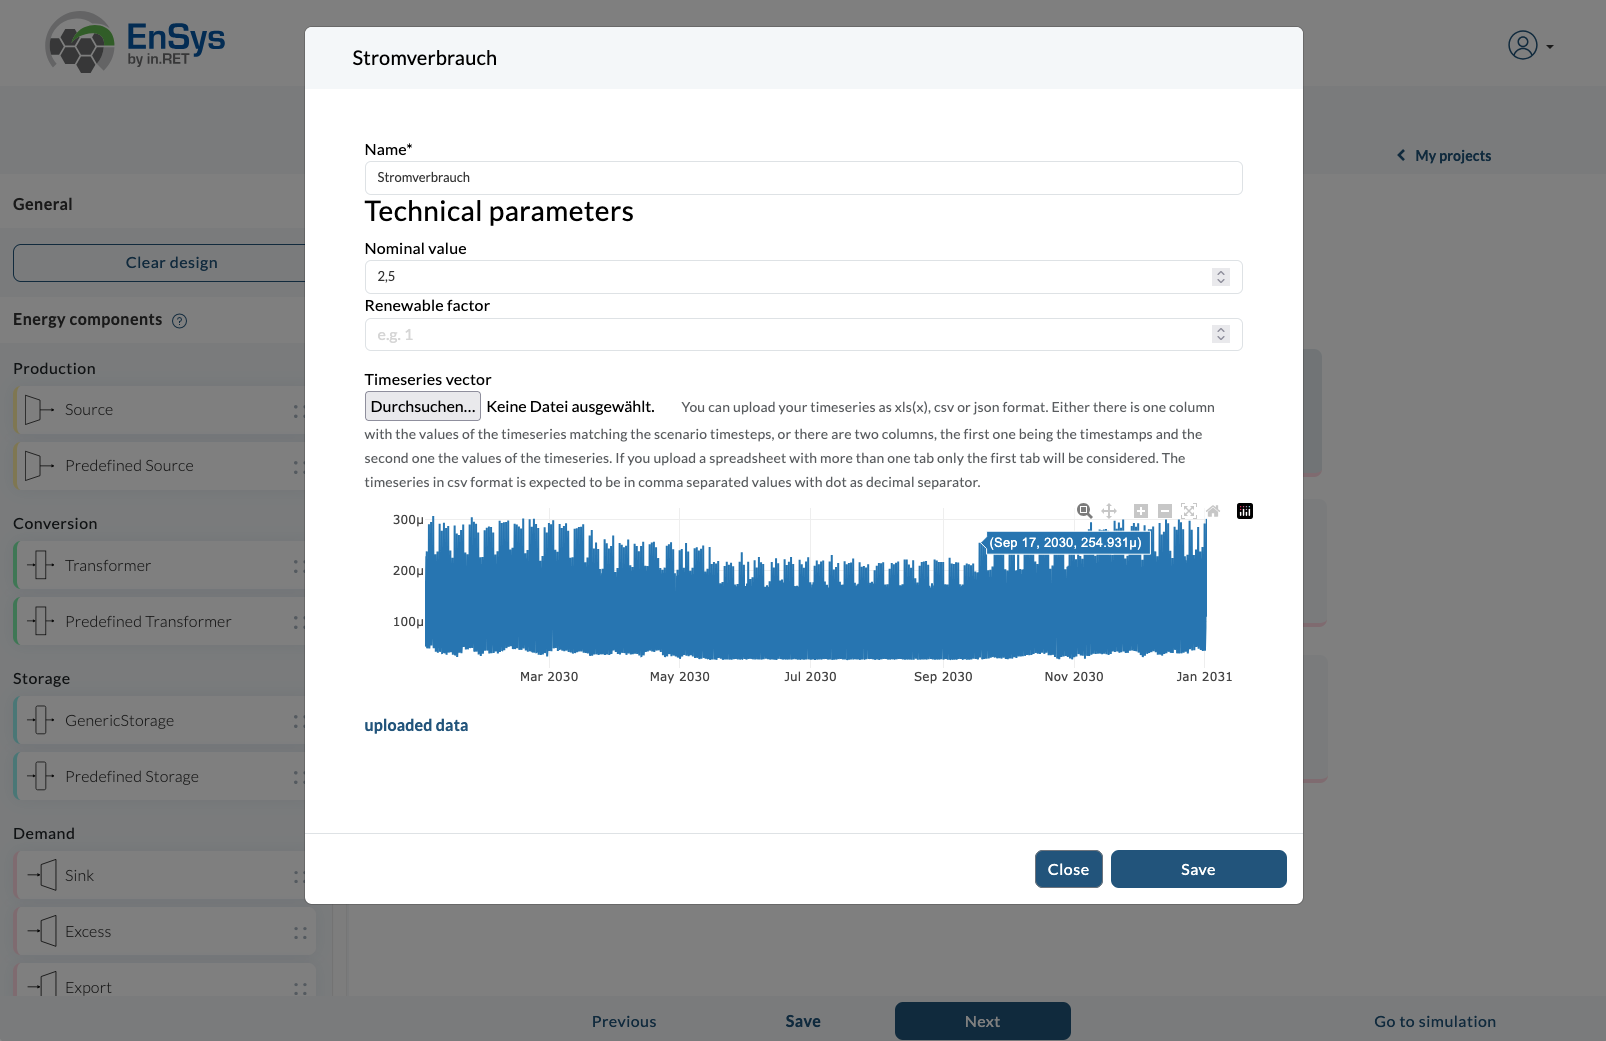 EnSys
by in.RET
Stromverbrauch
My projects
General
Clear design
Energy components ?
Production
Source
Predefined Source
Conversion
Transformer
Predefined Transformer
Storage
GenericStorage
Predefined Storage
Demand
Sink
Excess
Export
Name*
Stromverbrauch
Technical parameters
Nominal value
2,5
Renewable factor
e.g. 1
Timeseries vector
Durchsuchen... Keine Datei ausgewählt. You can upload your timeseries as xls(x), csv or json format. Either there is one column
with the values of the timeseries matching the scenario timesteps, or there are two columns, the first one being the timestamps and the
second one the values of the timeseries. If you upload a spreadsheet with more than one tab only the first tab will be considered. The
timeseries in csv format is expected to be in comma separated values with dot as decimal separator.
300μ
(Sep 17, 2030, 254.931μ)
200μ
100μ
Mar 2030 May 2030 Jul 2030 Sep 2030 Nov 2030 Jan 2031
uploaded data
Close Save
Previous Save Next Go to simulation